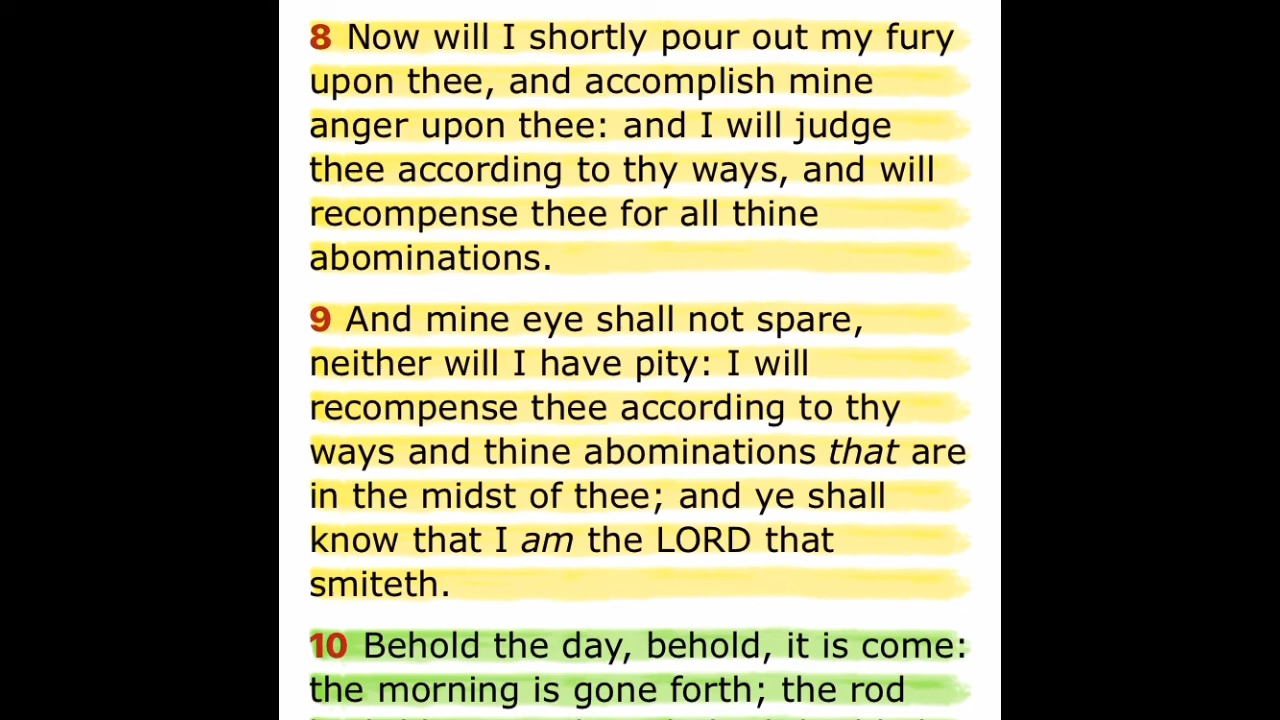 8 Now will I shortly pour out my fury
upon thee, and accomplish mine
anger upon thee: and I will judge
thee according to thy ways, and will
recompense thee for all thine
abominations.
9 And mine eye shall not spare,
neither will I have pity: I will
recompense thee according to thy
ways and thine abominations that are
in the midst of thee; and ye shall
know that I am the LORD that
smiteth.
10 Behold the day, behold, it is come:
the morning is gone forth; the rod